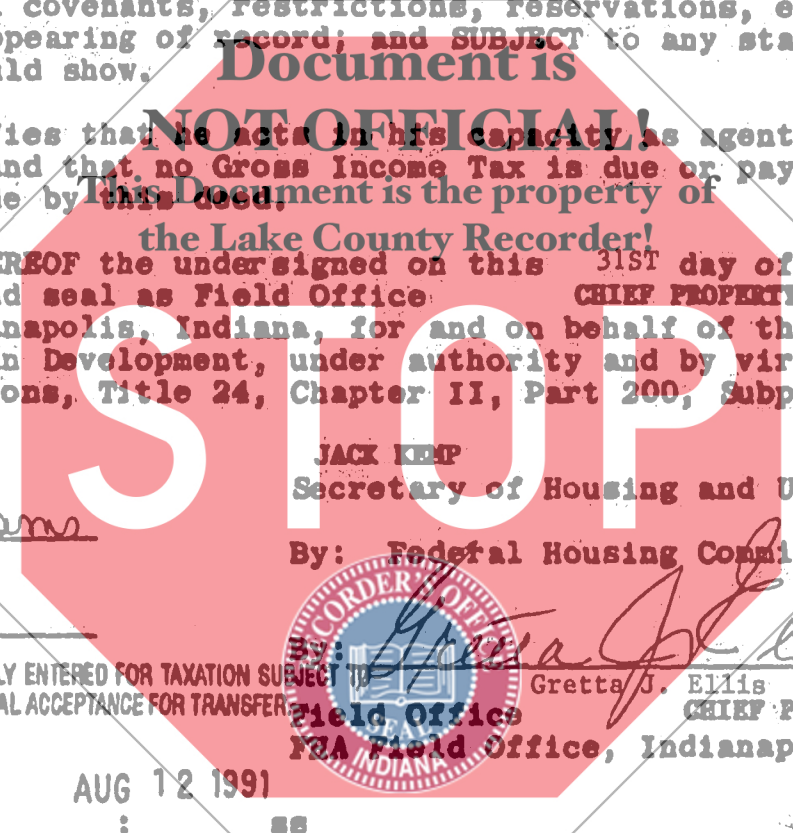 covenants, restrictions, reservations, e
pearing of record; and SUBJECT to any sta
ld show.
Document is
NOT OFFICIAL!
ies that he acts in his capacity as agent
nd that no Gross Income Tax is due or pay
e by this deed.
This Document is the property of
the Lake County Recorder!
REOF the undersigned on this 31ST day of
d seal as Field Office CHIEF PROPERT
napolis, Indiana, for and on behalf of th
n Development, under authority and by vir
ons, Title 24, Chapter II, Part 200, Subp
STOP
JACK KEMP
Secretary of Housing and U
By: Federal Housing Commi
By:
Gretta J. Ellis
LY ENTERED FOR TAXATION SUBJECT TO
AL ACCEPTANCE FOR TRANSFER
Field Office CHIEF P
FHA Field Office, Indianap
RECORDER'S OFFICE
SEAL
INDIANA
AUG 12 1991
: ss